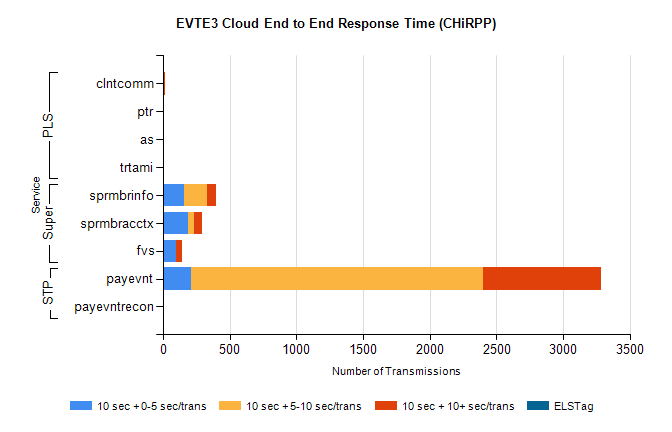 EVTE3 Cloud End to End Response Time (CHiRPP)
Service
PLS
clntcomm
ptr
as
trtami
Super
sprmbrinfo
sprmbracctx
fvs
STP
payevnt
payevntrecon
0 500 1000 1500 2000 2500 3000 3500
Number of Transmissions
10 sec +0-5 sec/trans 10 sec +5-10 sec/trans 10 sec + 10+ sec/trans ELSTag